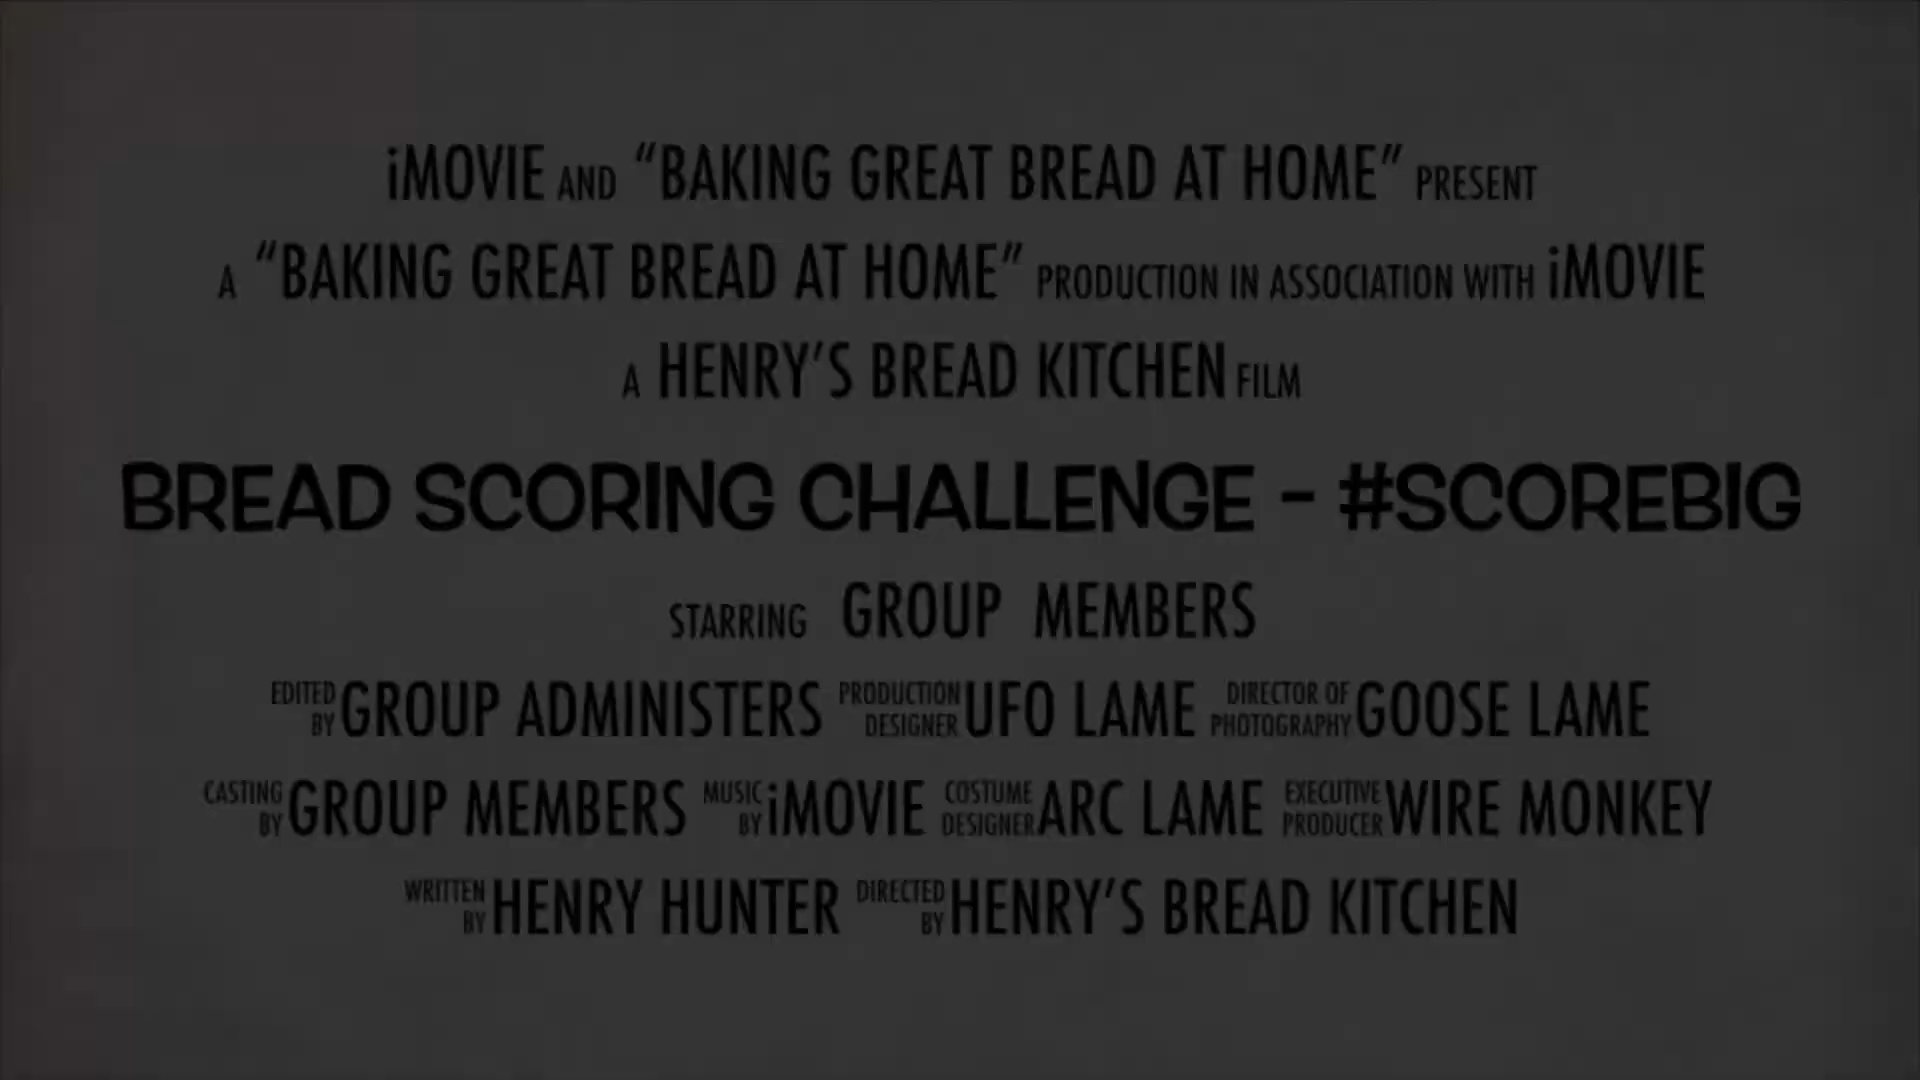 iMOVIE AND “BAKING GREAT BREAD AT HOME” PRESENT
A “BAKING GREAT BREAD AT HOME” PRODUCTION IN ASSOCIATION WITH iMOVIE
A HENRY’S BREAD KITCHEN FILM
BREAD SCORING CHALLENGE - #SCOREBIG
STARRING GROUP MEMBERS
EDITED BY GROUP ADMINISTERS PRODUCTION DESIGNER UFO LAME DIRECTOR OF PHOTOGRAPHY GOOSE LAME
CASTING BY GROUP MEMBERS MUSIC BY iMOVIE COSTUME DESIGNER ARC LAME EXECUTIVE PRODUCER WIRE MONKEY
WRITTEN BY HENRY HUNTER DIRECTED BY HENRY’S BREAD KITCHEN